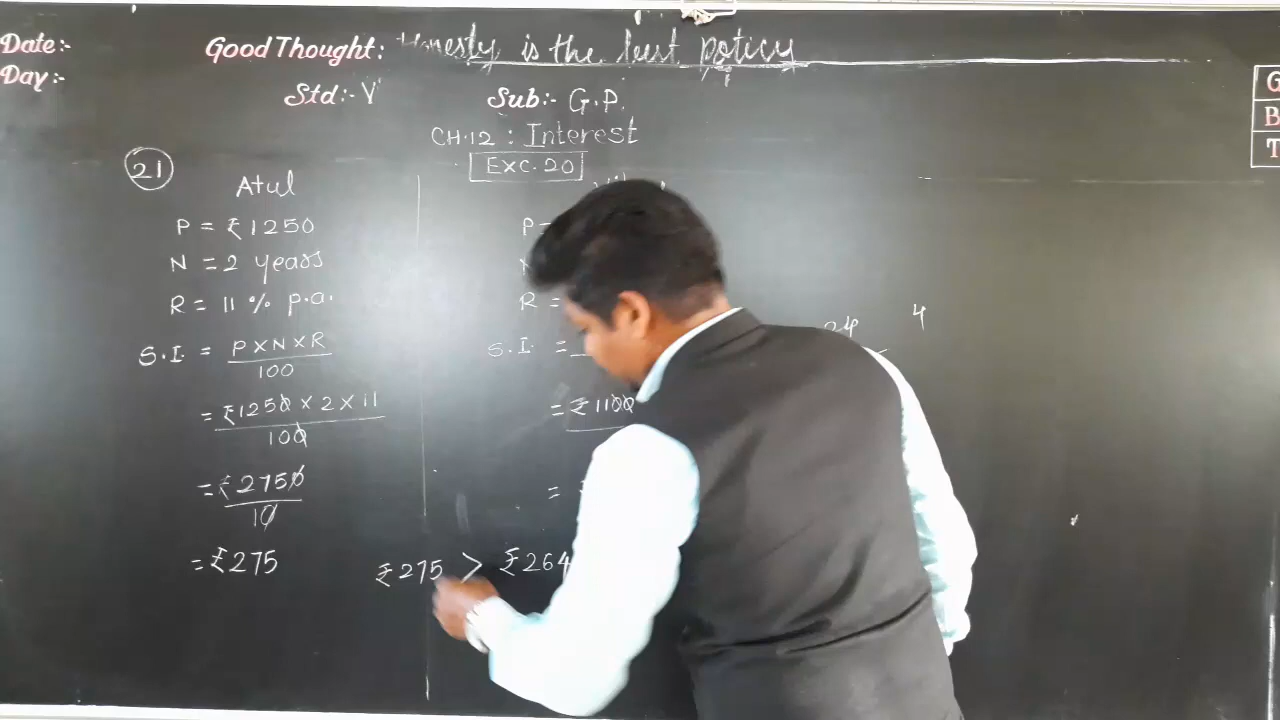 Date:-
Day:-
Good Thought: Honesty is the best policy
Std:- V
Sub:- G.P.
CH.12 : Interest
Exc. 20
21
Atul
P = ₹1250
N = 2 years
R = 11 % p.a.
S.I. = P×N×R
100
= ₹1250 × 2 × 11
100
= ₹2750
10
= ₹275
P =
R =
S.I. =
= ₹1100
=
24
4
₹275 > ₹264
G
B
T